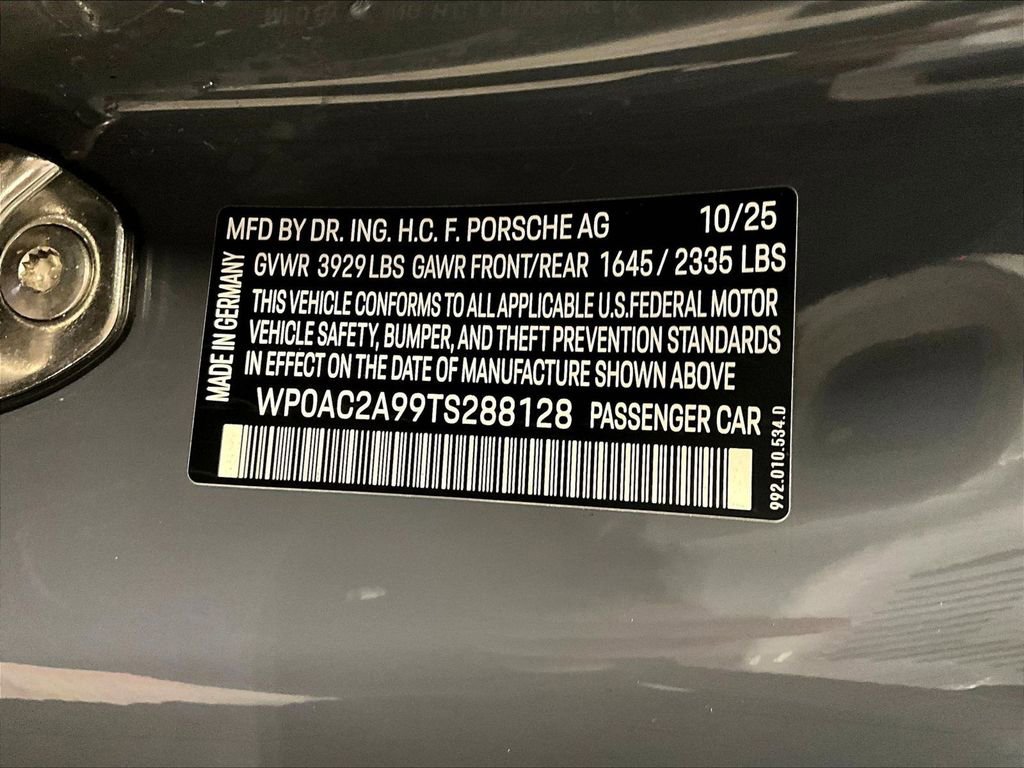 MFD BY DR. ING. H.C. F. PORSCHE AG 10/25
GVWR 3929 LBS GAWR FRONT/REAR 1645 / 2335 LBS
THIS VEHICLE CONFORMS TO ALL APPLICABLE U.S. FEDERAL MOTOR
VEHICLE SAFETY, BUMPER, AND THEFT PREVENTION STANDARDS
IN EFFECT ON THE DATE OF MANUFACTURE SHOWN ABOVE
WP0AC2A99TS288128 PASSENGER CAR
MADE IN GERMANY
992.010.534.D